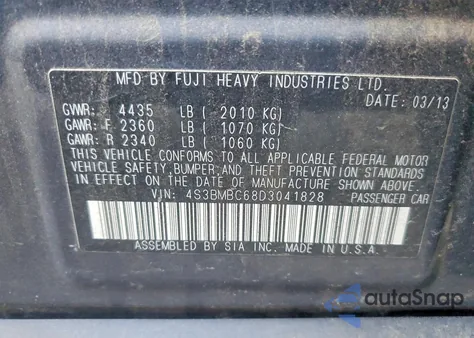 MFD BY FUJI HEAVY INDUSTRIES LTD.
DATE: 03/13
GVWR: 4435 LB ( 2010 KG)
GAWR: F 2360 LB ( 1070 KG)
GAWR: R 2340 LB ( 1060 KG)
THIS VEHICLE CONFORMS TO ALL APPLICABLE FEDERAL MOTOR
VEHICLE SAFETY, BUMPER, AND THEFT PREVENTION STANDARDS
IN EFFECT ON THE DATE OF MANUFACTURE SHOWN ABOVE.
VIN: 4S3BMBC68D3041828 PASSENGER CAR
ASSEMBLED BY SIA INC. MADE IN U.S.A.
autoSnap